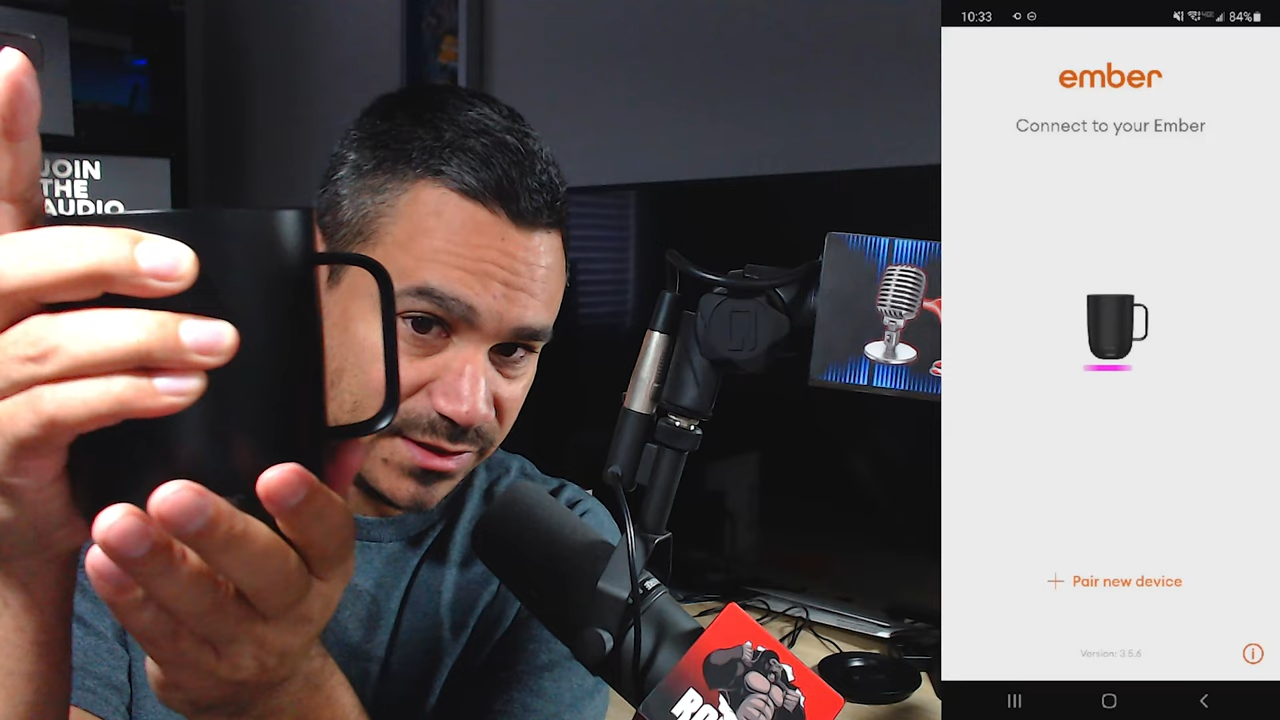 JOIN
THE
AUDIO
10:33
84%
ember
Connect to your Ember
+ Pair new device
Version: 3.5.6